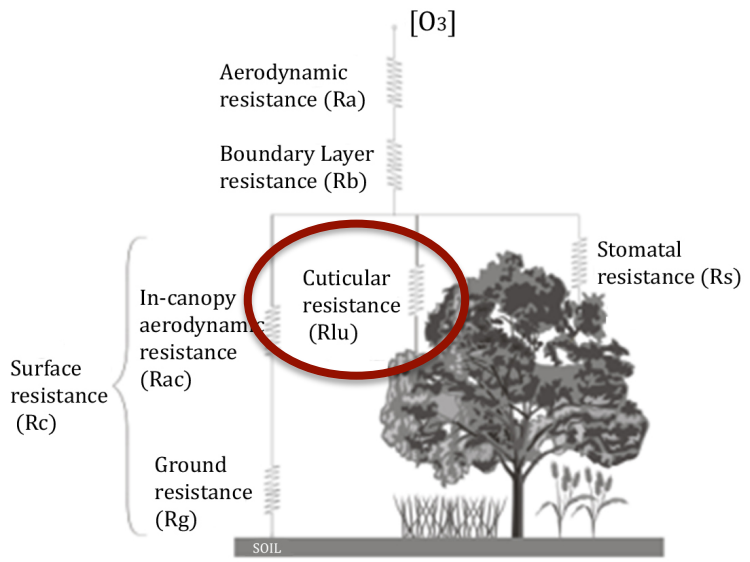 [O3]
Aerodynamic
resistance (Ra)
Boundary Layer
resistance (Rb)
Stomatal
resistance (Rs)
Cuticular
resistance
(Rlu)
In-canopy
aerodynamic
resistance
(Rac)
Surface
resistance
(Rc)
Ground
resistance
(Rg)
SOIL